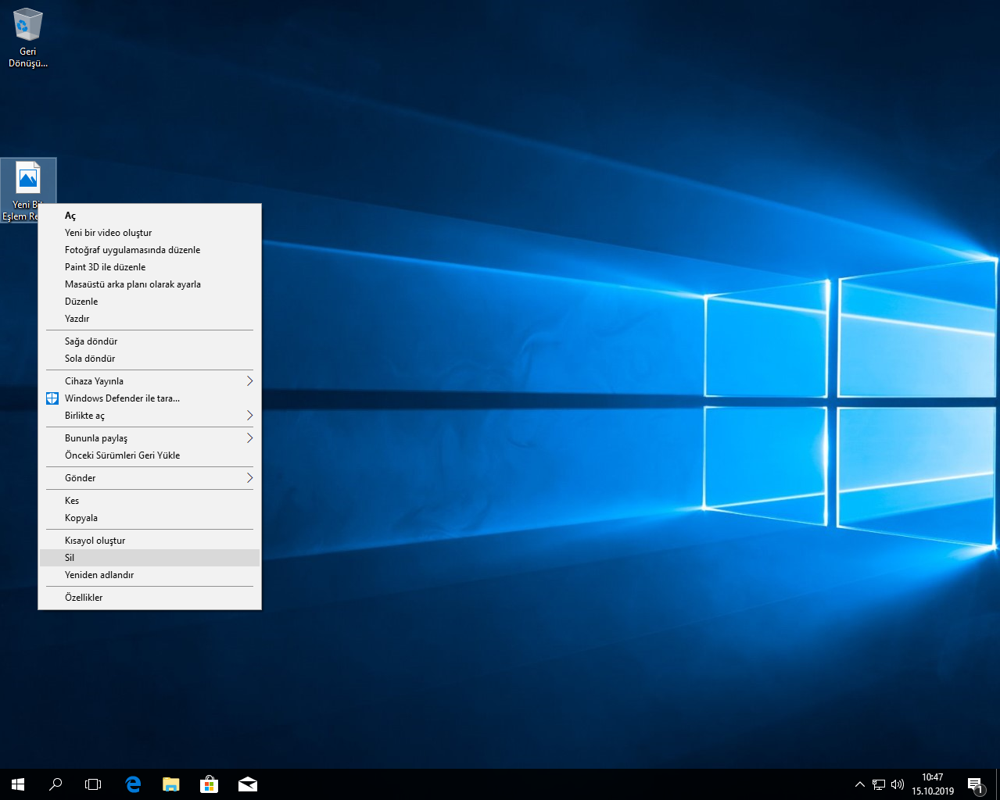 Geri
Dönüşü...
Yeni Bit
Eşlem Re
Aç
Yeni bir video oluştur
Fotoğraf uygulamasında düzenle
Paint 3D ile düzenle
Masaüstü arka planı olarak ayarla
Düzenle
Yazdır
Sağa döndür
Sola döndür
Cihaza Yayınla
Windows Defender ile tara...
Birlikte aç
Bununla paylaş
Önceki Sürümleri Geri Yükle
Gönder
Kes
Kopyala
Kısayol oluştur
Sil
Yeniden adlandır
Özellikler
10:47
15.10.2019
1